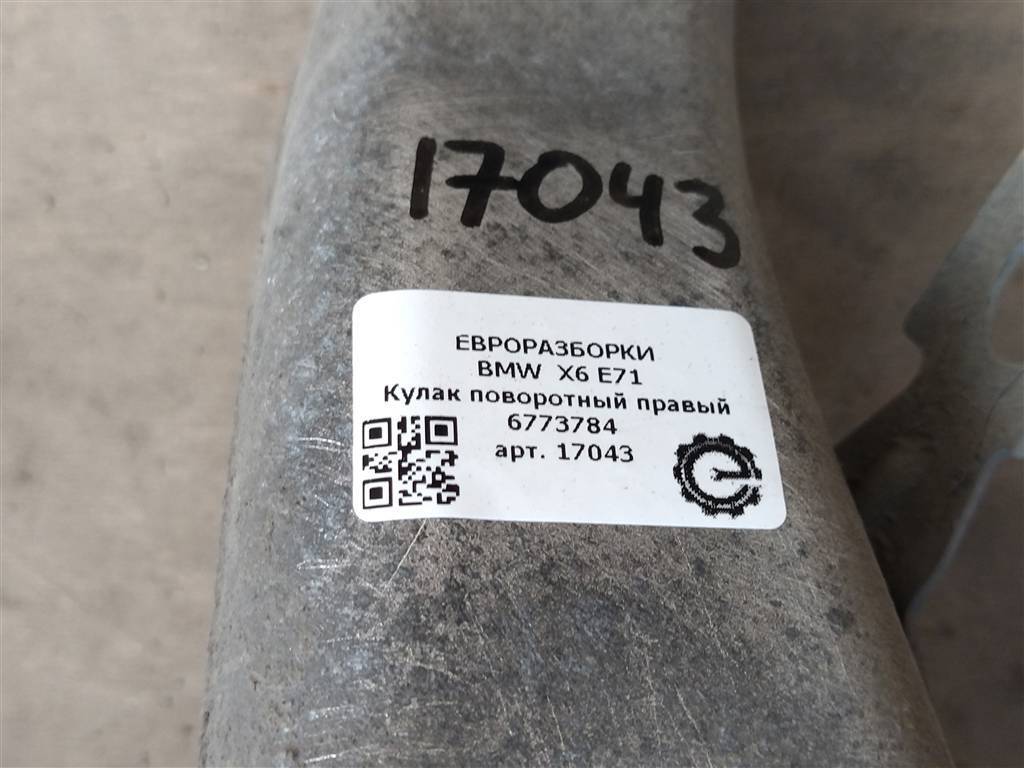 17043
ЕВРОРАЗБОРКИ
BMW X6 E71
Кулак поворотный правый
6773784
арт. 17043